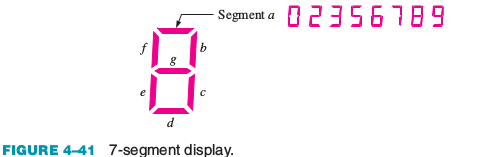 Segment a 0 2 3 5 6 7 8 9
f b
g
e c
d
FIGURE 4–41 7-segment display.